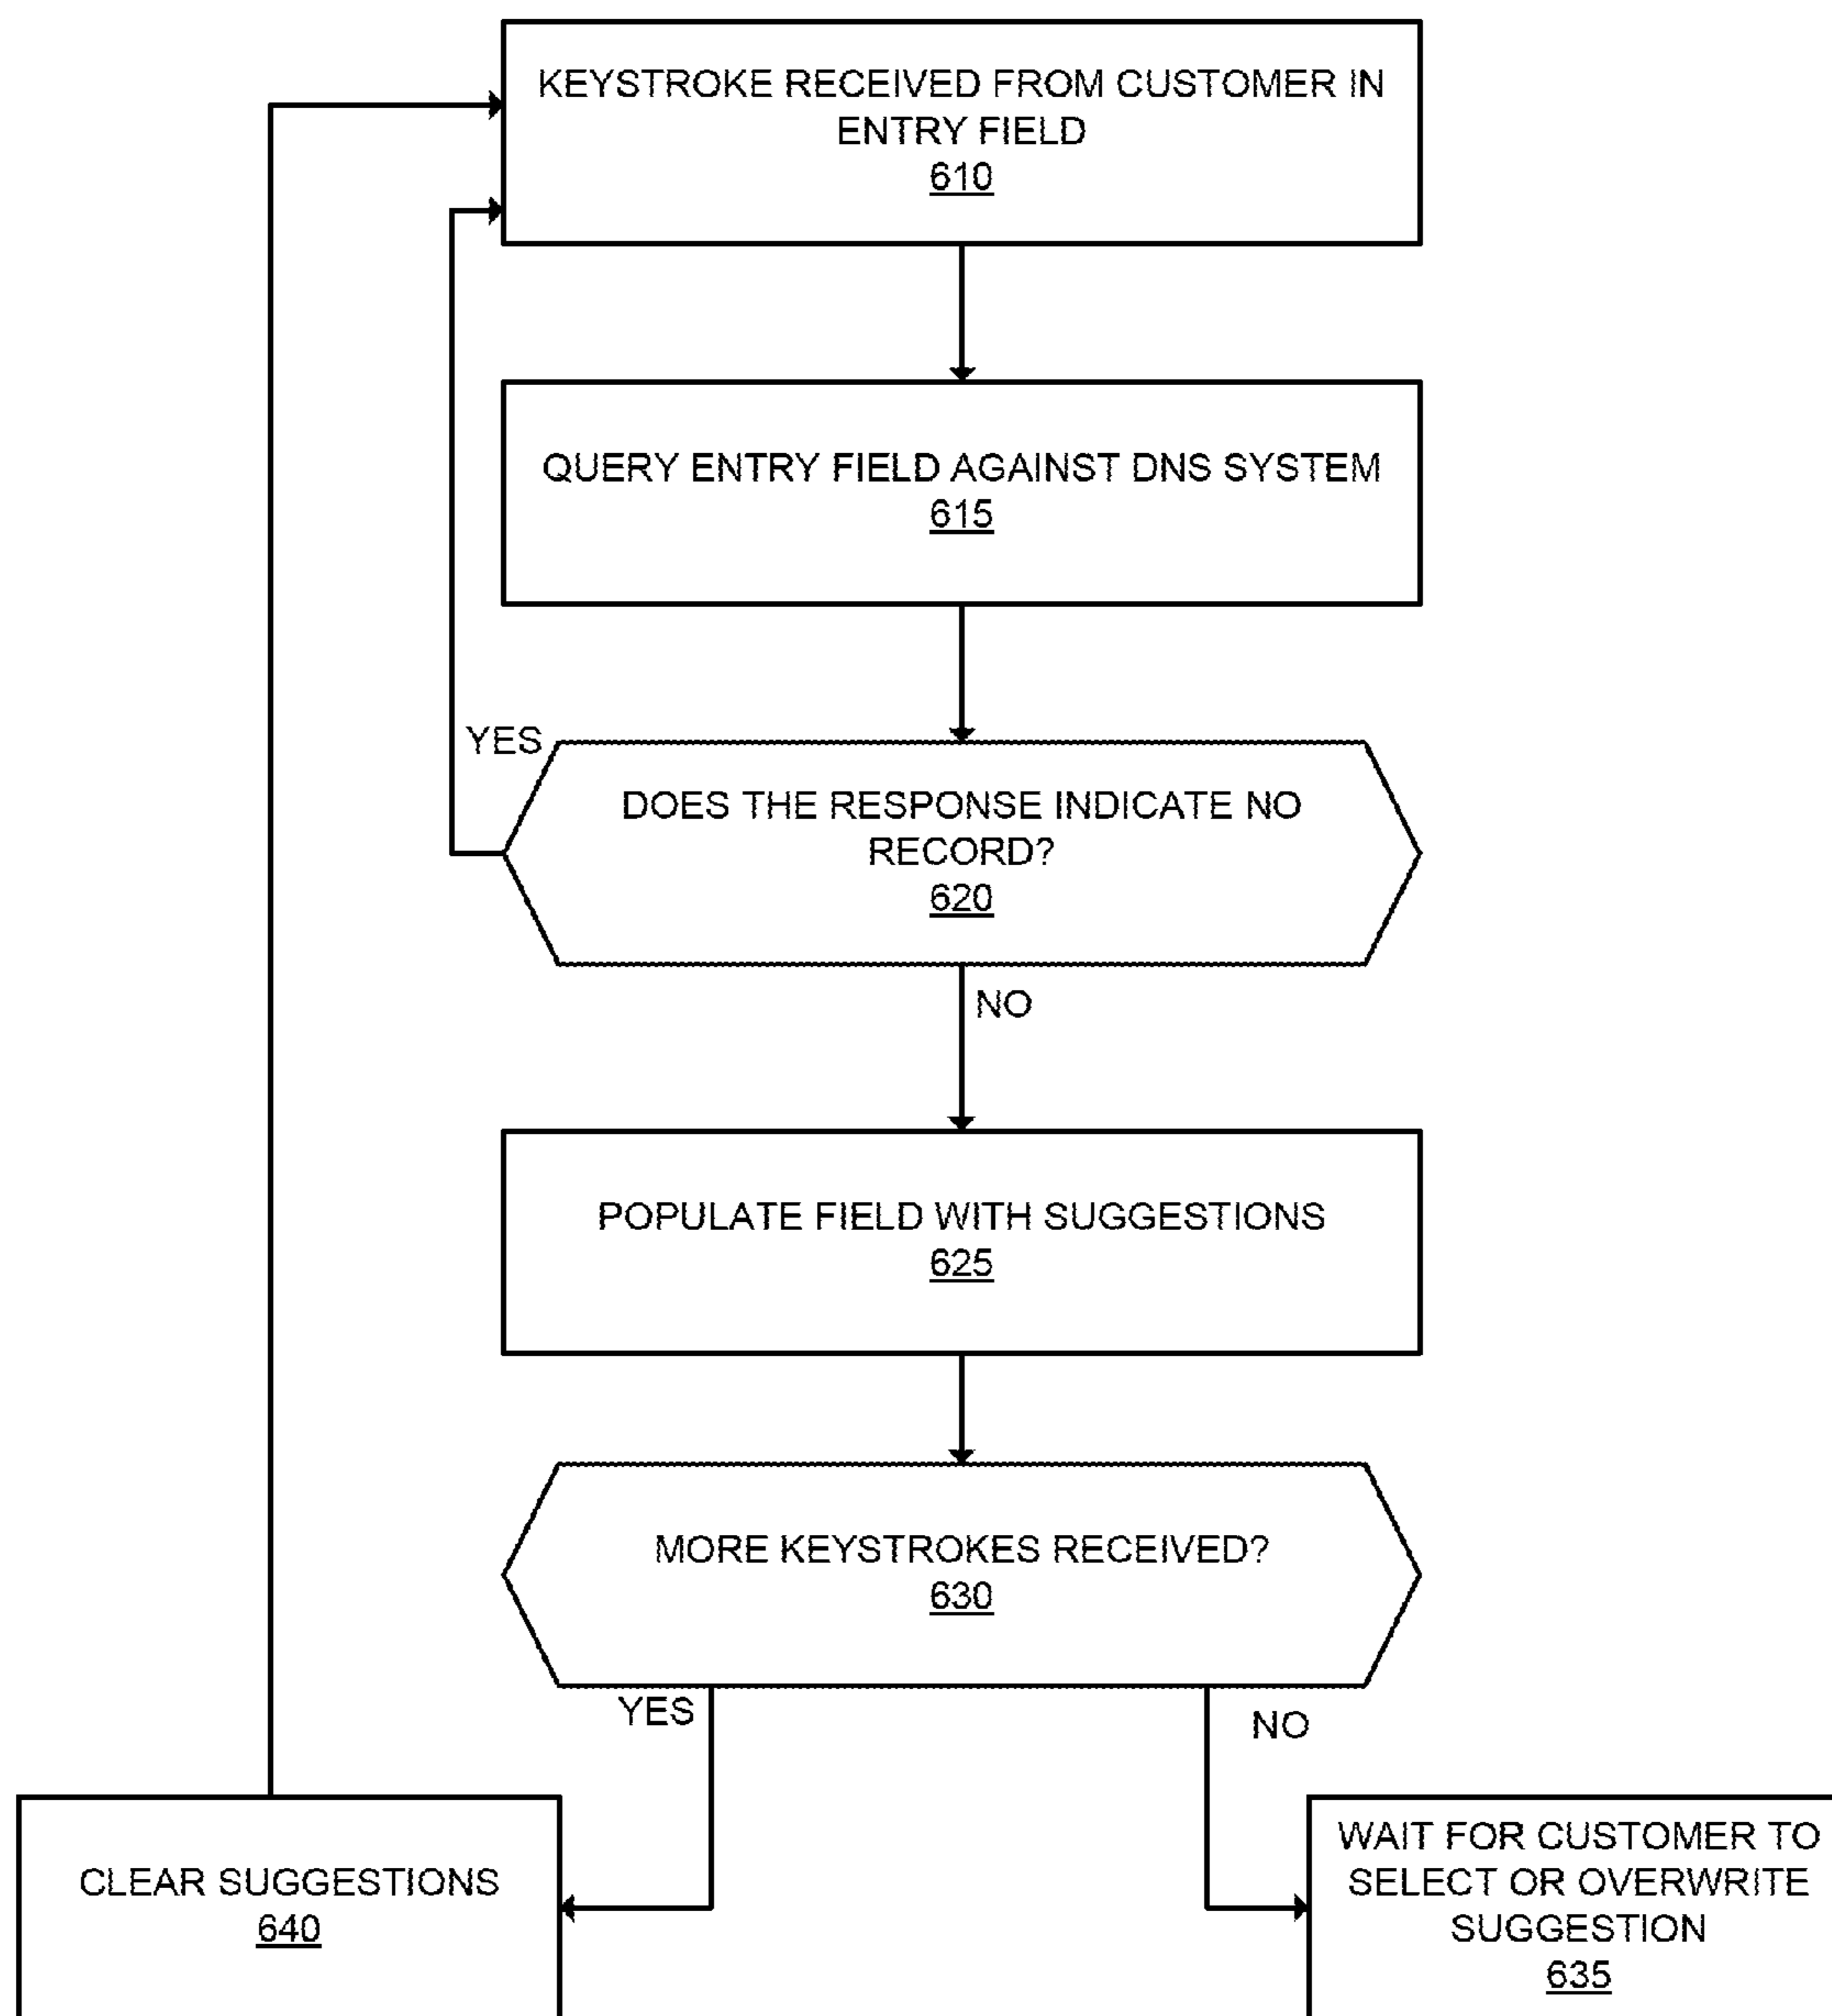 KEYSTROKE RECEIVED FROM CUSTOMER IN
ENTRY FIELD
610
QUERY ENTRY FIELD AGAINST DNS SYSTEM
615
YES
DOES THE RESPONSE INDICATE NO
RECORD?
620
NO
POPULATE FIELD WITH SUGGESTIONS
625
MORE KEYSTROKES RECEIVED?
630
YES
NO
CLEAR SUGGESTIONS
640
WAIT FOR CUSTOMER TO
SELECT OR OVERWRITE
SUGGESTION
635